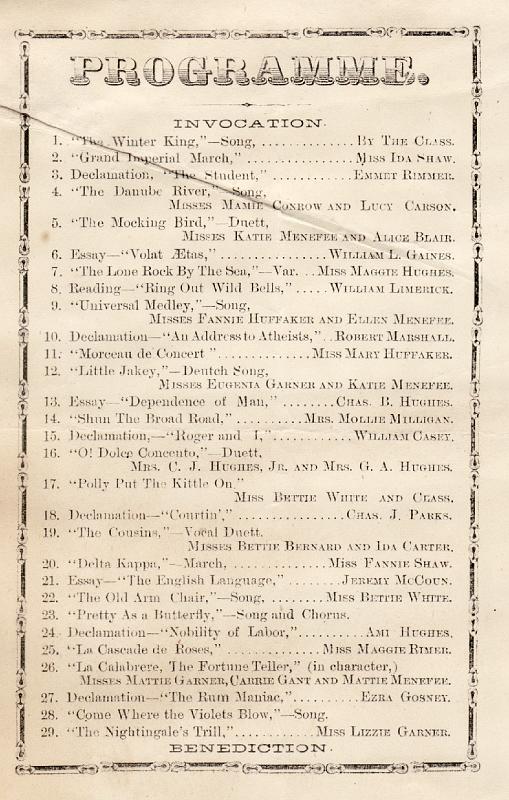 PROGRAMME.
INVOCATION.
1. "The Winter King,"—Song, .............. By The Class.
2. "Grand Imperial March," ................ Miss Ida Shaw.
3. Declamation, "The Student," ............. Emmet Rimmer.
4. "The Danube River,"—Song,
Misses Mamie Conrow and Lucy Carson.
5. "The Mocking Bird,"—Duett,
Misses Katie Menefee and Alice Blair.
6. Essay—"Volat Ætas," ................ William L. Gaines.
7. "The Lone Rock By The Sea,"—Var. .. Miss Maggie Hughes.
8. Reading—"Ring Out Wild Bells," ..... William Limerick.
9. "Universal Medley,"—Song,
Misses Fannie Huffaker and Ellen Menefee.
10. Declamation—"An Address to Atheists," .. Robert Marshall.
11. "Morceau de Concert" .............. Miss Mary Huffaker.
12. "Little Jakey,"—Deutch Song,
Misses Eugenia Garner and Katie Menefee.
13. Essay—"Dependence of Man," ........ Chas. B. Hughes.
14. "Shun The Broad Road," .......... Mrs. Mollie Milligan.
15. Declamation,—"Roger and I," ............ William Casey.
16. "O! Dolce Concento,"—Duett,
Mrs. C. J. Hughes, Jr. and Mrs. G. A. Hughes.
17. "Polly Put The Kittle On."
Miss Bettie White and Class.
18. Declamation—"Courtin'," ................ Chas. J. Parks.
19. "The Cousins,"—Vocal Duett.
Misses Bettie Bernard and Ida Carter.
20. "Delta Kappa,"—March, .............. Miss Fannie Shaw.
21. Essay—"The English Language," ........ Jeremy McCoun.
22. "The Old Arm Chair,"—Song, ........ Miss Bettie White.
23. "Pretty As a Butterfly,"—Song and Chorus.
24. Declamation—"Nobility of Labor," .......... Ami Hughes.
25. "La Cascade de Roses," .............. Miss Maggie Rimer.
26. "La Calabrere, The Fortune Teller," (in character,)
Misses Mattie Garner, Carrie Gant and Mattie Menefee.
27. Declamation—"The Rum Maniac," .......... Ezra Gosney.
28. "Come Where the Violets Blow,"—Song.
29. "The Nightingale's Trill," ............ Miss Lizzie Garner.
BENEDICTION.